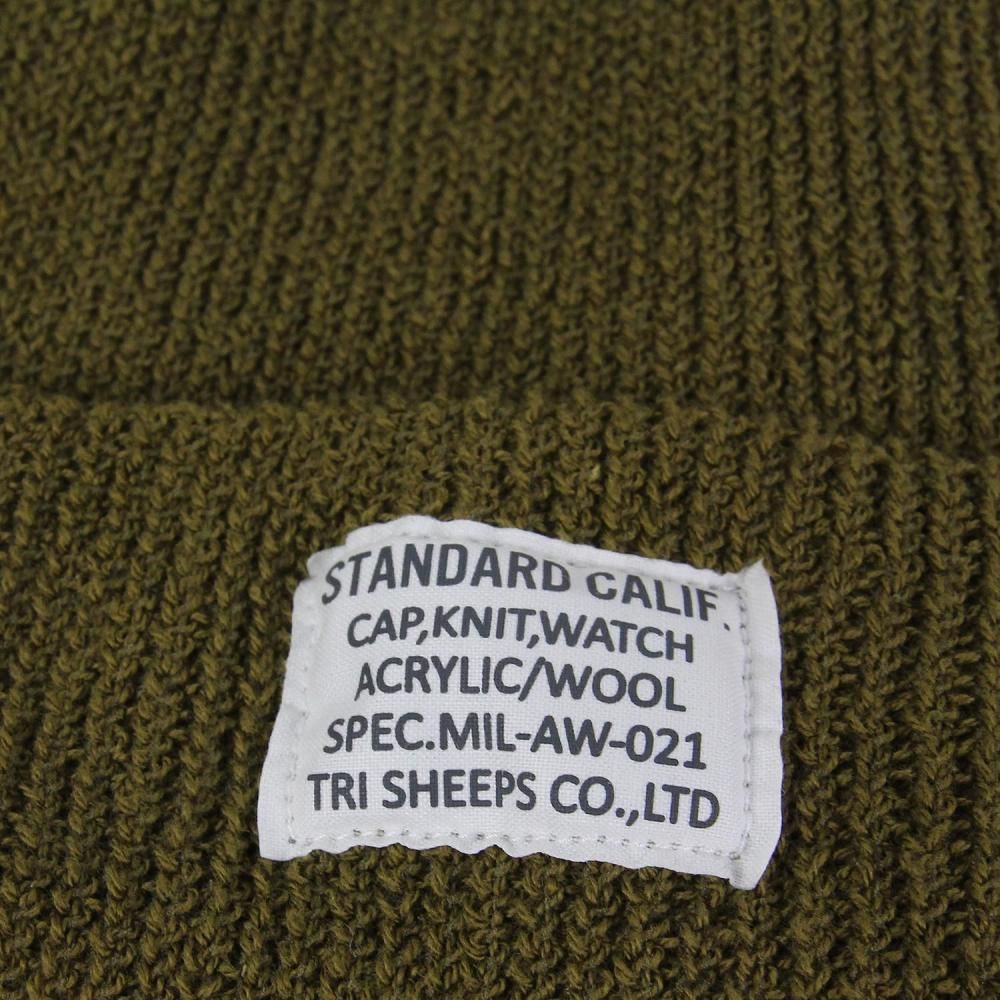 STANDARD CALIF.
CAP,KNIT,WATCH
ACRYLIC/WOOL
SPEC.MIL-AW-021
TRI SHEEPS CO.,LTD